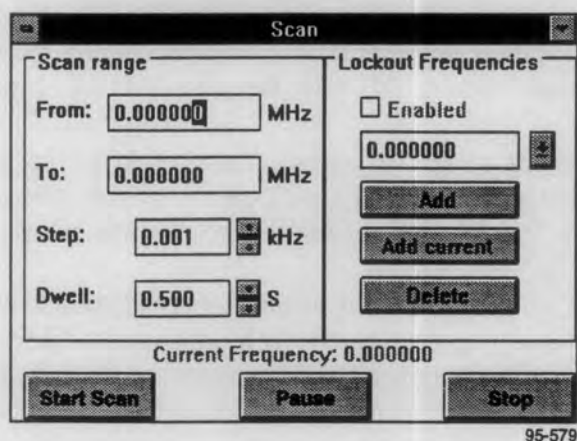 Scan
Scan range
From: 0.000000 MHz
To: 0.000000 MHz
Step: 0.001 kHz
Dwell: 0.500 S
Lockout Frequencies
Enabled
0.000000
Add
Add current
Delete
Current Frequency: 0.000000
Start Scan
Pause
Stop
95-579